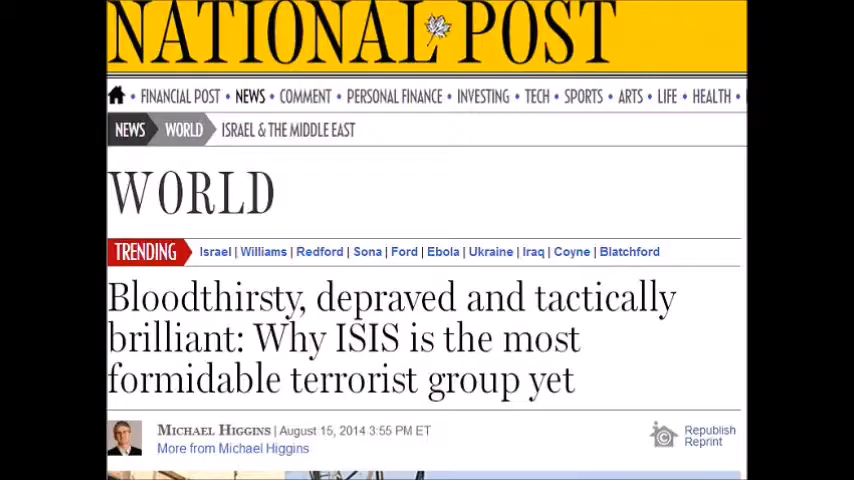 NATIONAL POST
• FINANCIAL POST • NEWS • COMMENT • PERSONAL FINANCE • INVESTING • TECH • SPORTS • ARTS • LIFE • HEALTH •
NEWS WORLD ISRAEL & THE MIDDLE EAST
WORLD
TRENDING Israel | Williams | Redford | Sona | Ford | Ebola | Ukraine | Iraq | Coyne | Blatchford
Bloodthirsty, depraved and tactically
brilliant: Why ISIS is the most
formidable terrorist group yet
MICHAEL HIGGINS | August 15, 2014 3:55 PM ET
More from Michael Higgins
© Republish
Reprint